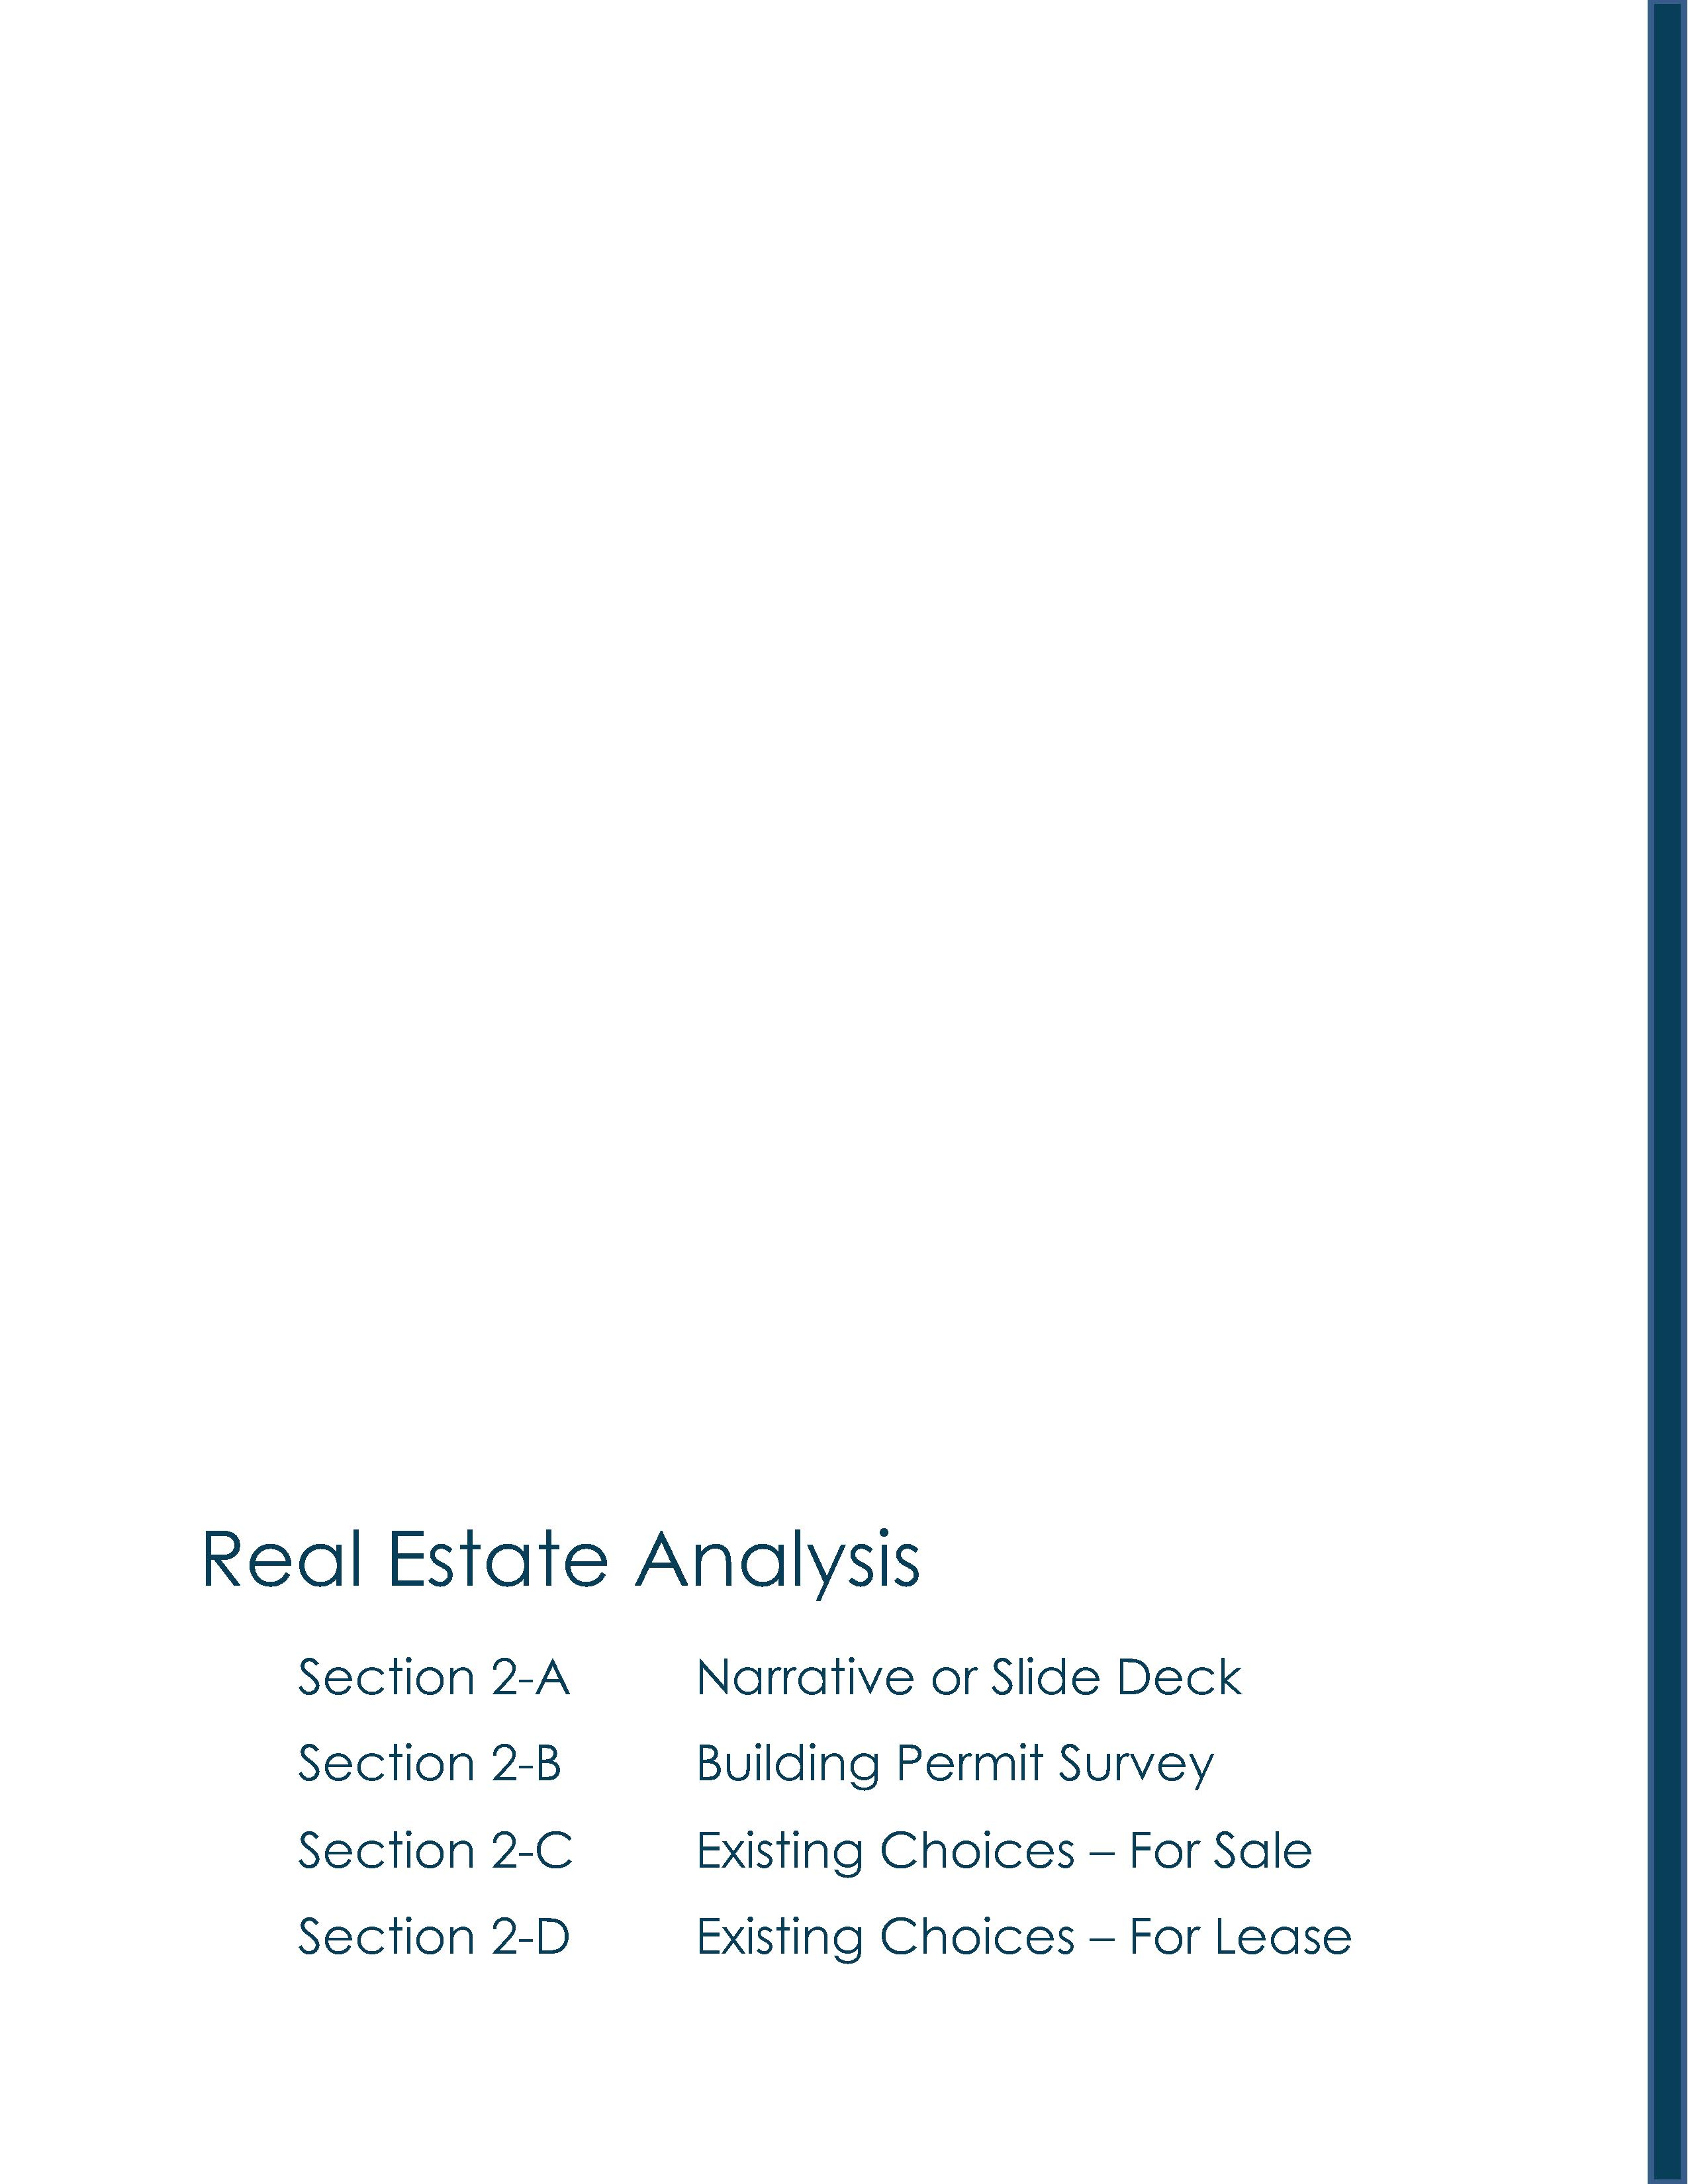 Real Estate Analysis
Section 2-A Narrative or Slide Deck
Section 2-B Building Permit Survey
Section 2-C Existing Choices – For Sale
Section 2-D Existing Choices – For Lease